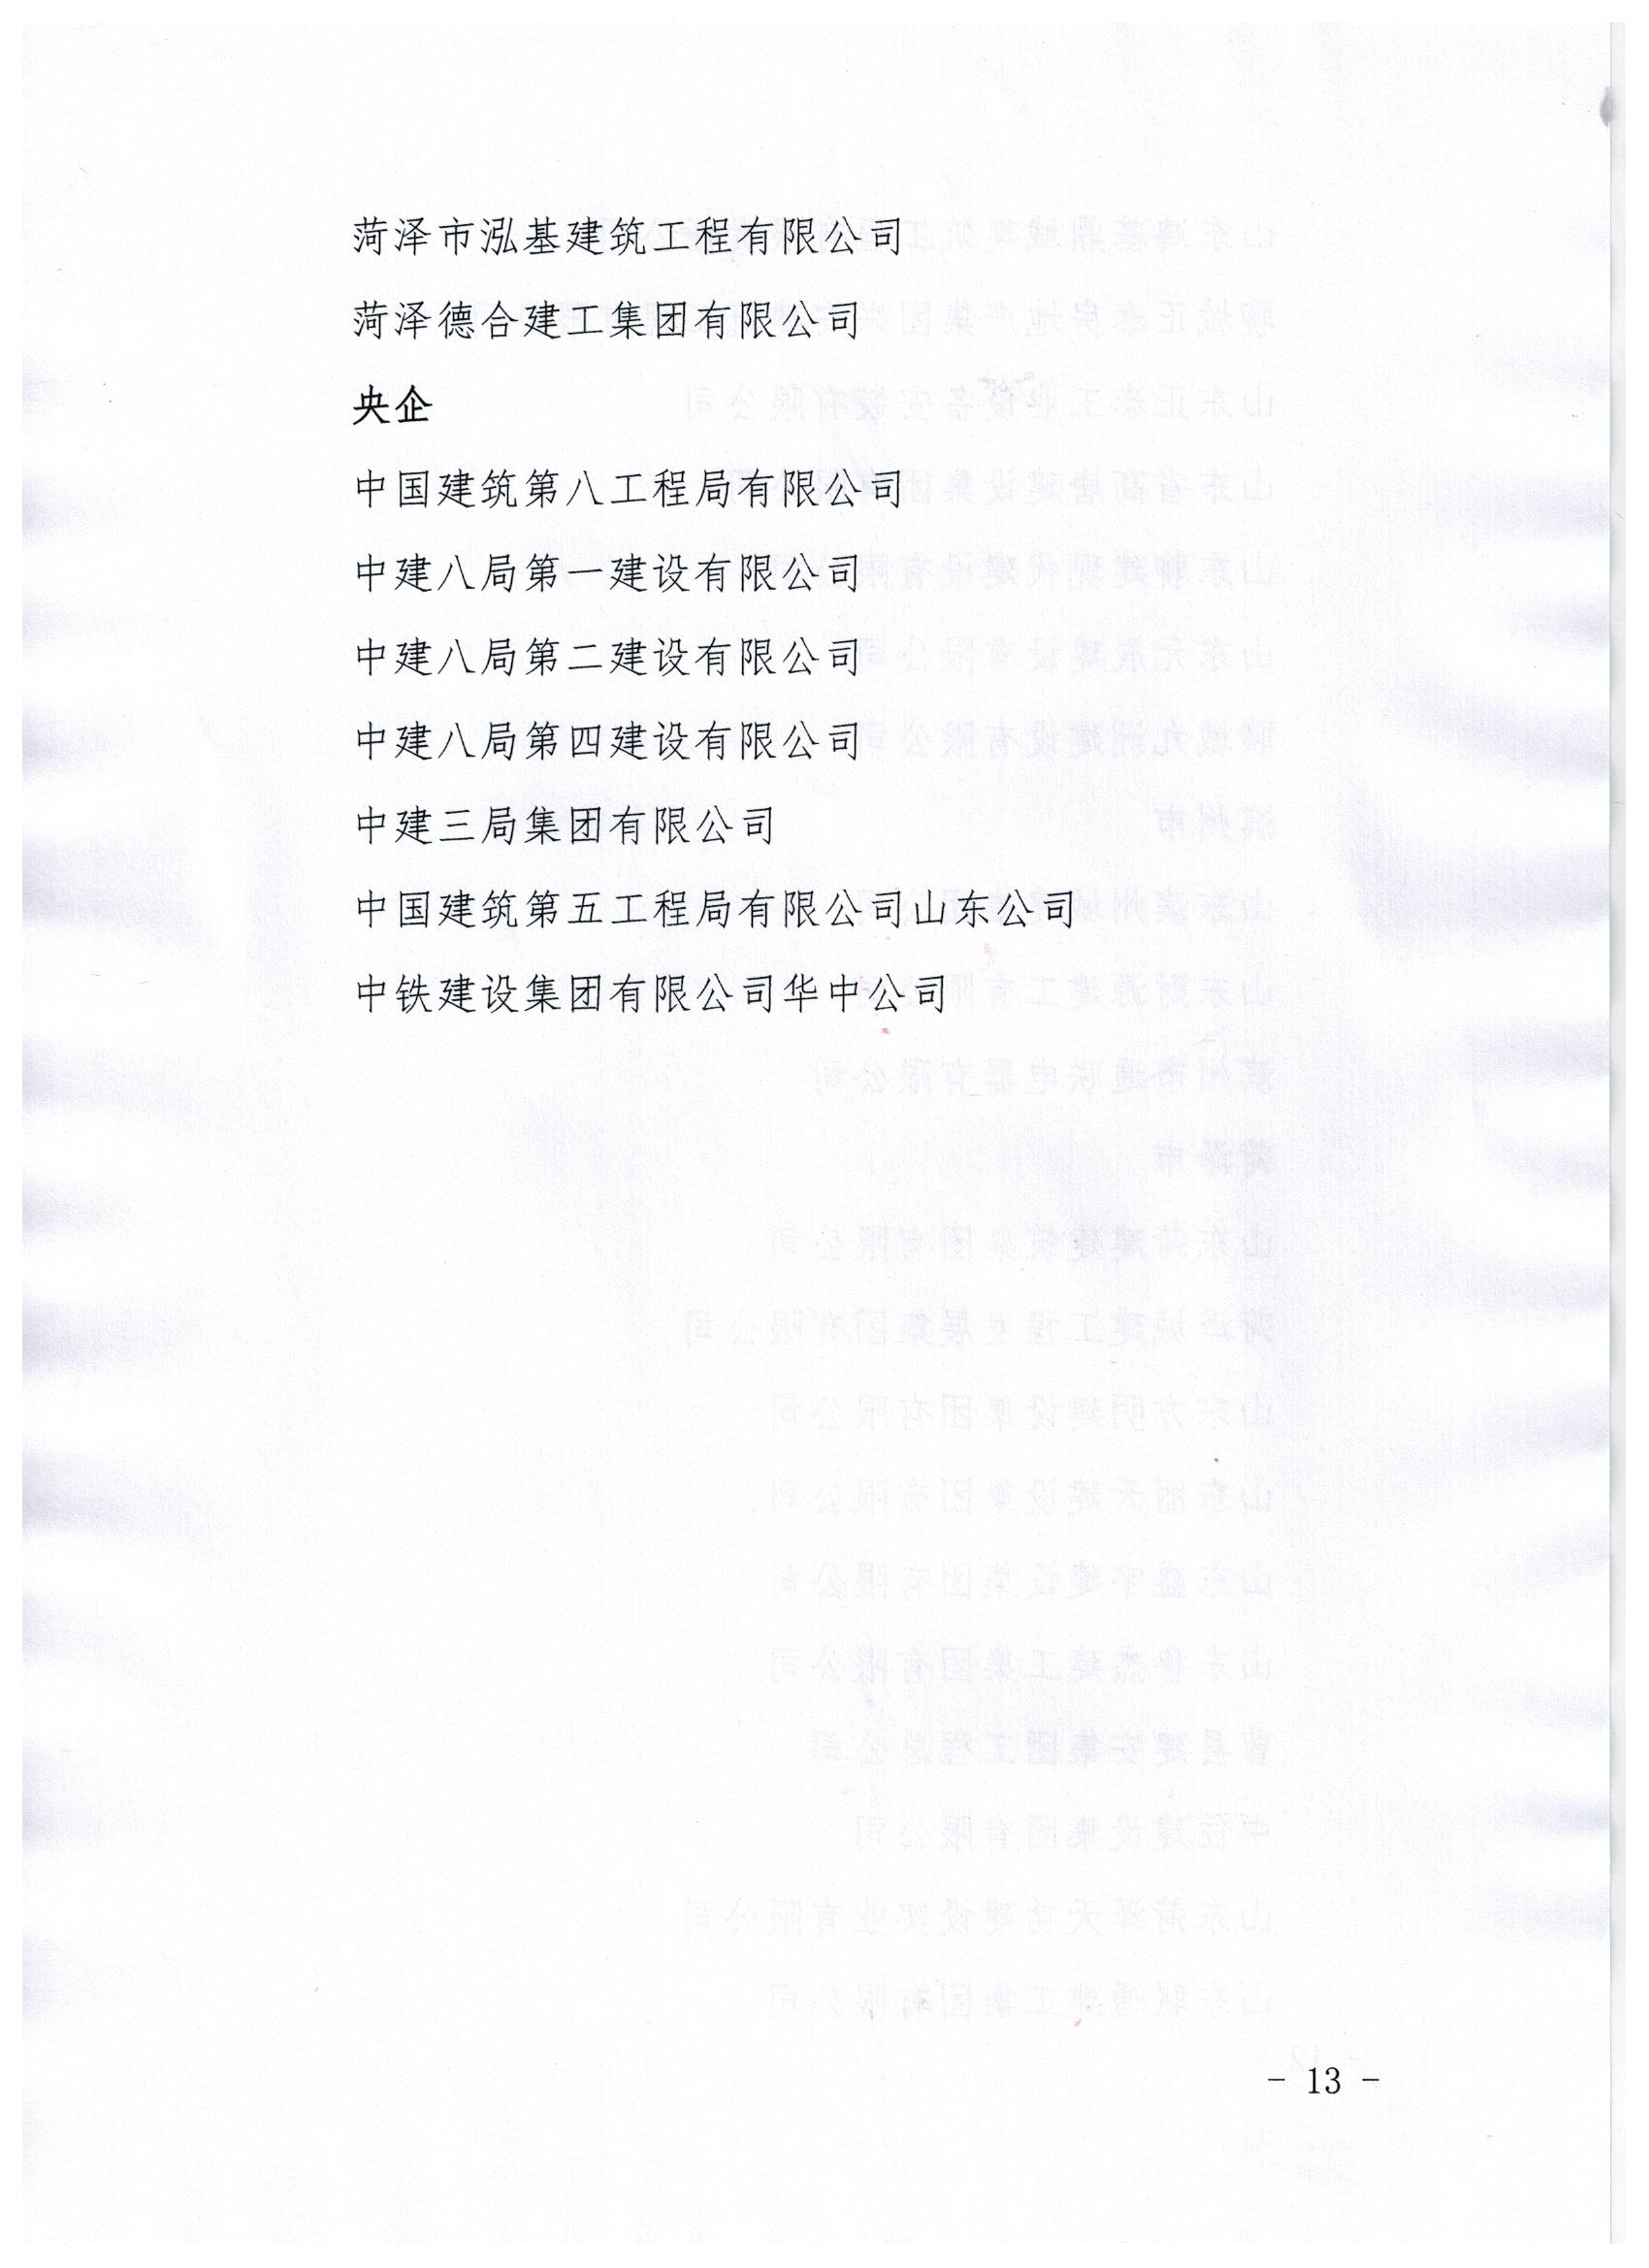 菏泽市泓基建筑工程有限公司
菏泽德合建工集团有限公司
央企
中国建筑第八工程局有限公司
中建八局第一建设有限公司
中建八局第二建设有限公司
中建八局第四建设有限公司
中建三局集团有限公司
中国建筑第五工程局有限公司山东公司
中铁建设集团有限公司华中公司
- 13 -